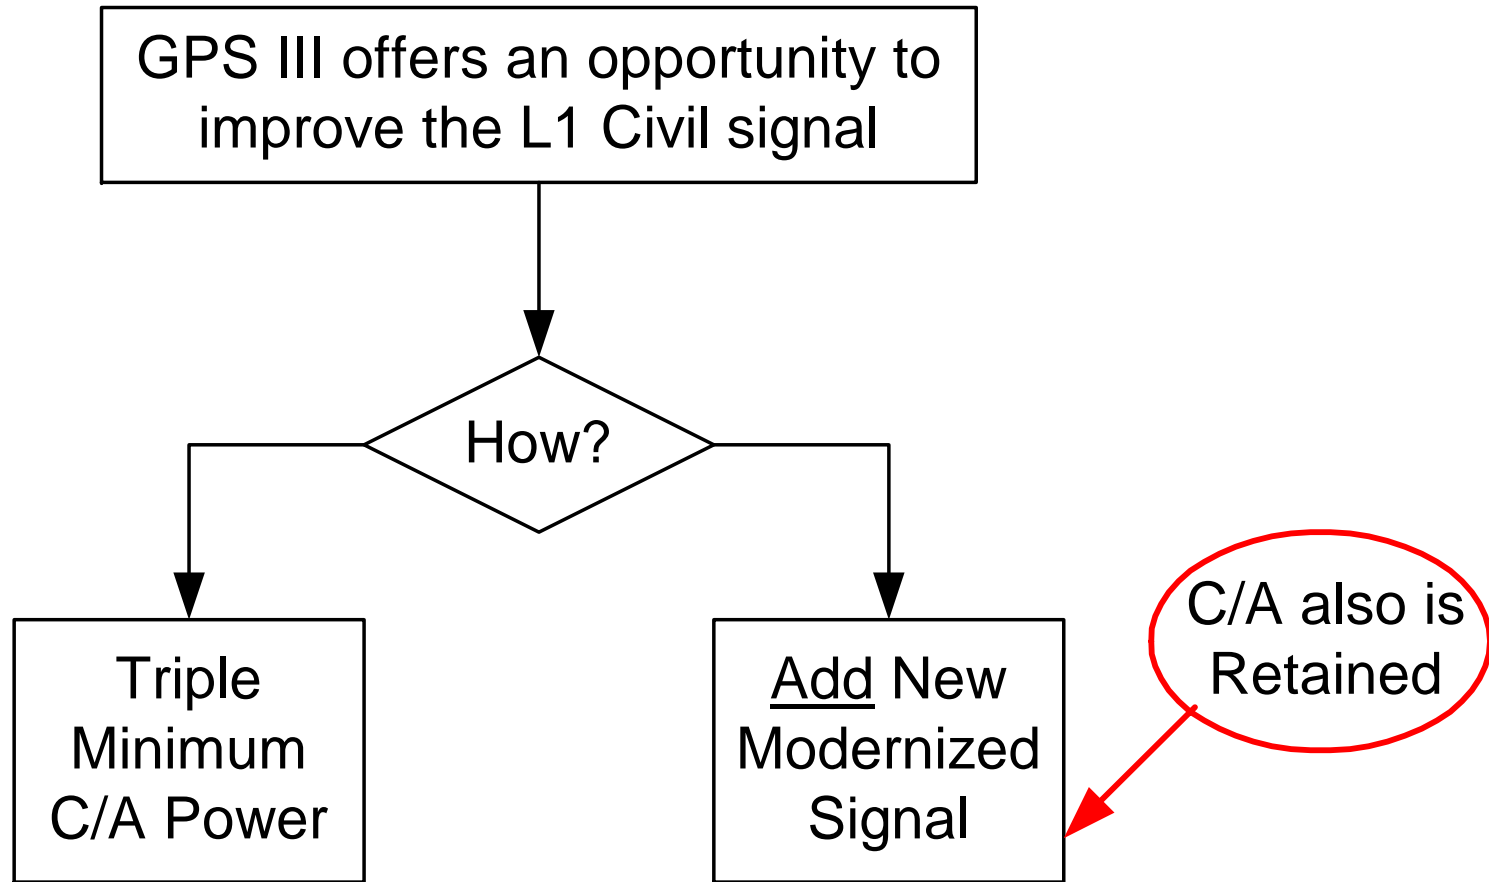 GPS III offers an opportunity to
improve the L1 Civil signal
How?
Triple
Minimum
C/A Power
Add New
Modernized
Signal
C/A also is
Retained